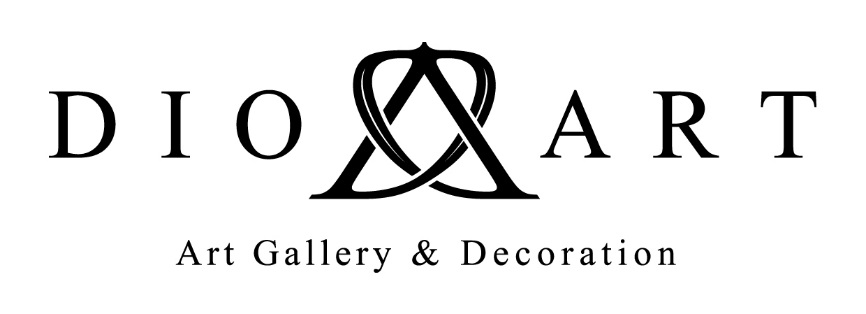 DIO ART
Art Gallery & Decoration